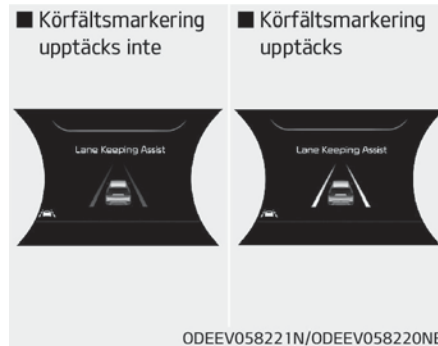 ■ Körfältsmarkering
upptäcks inte
■ Körfältsmarkering
upptäcks
Lane Keeping Assist
Lane Keeping Assist
ODEEV058221N/ODEEV058220NE